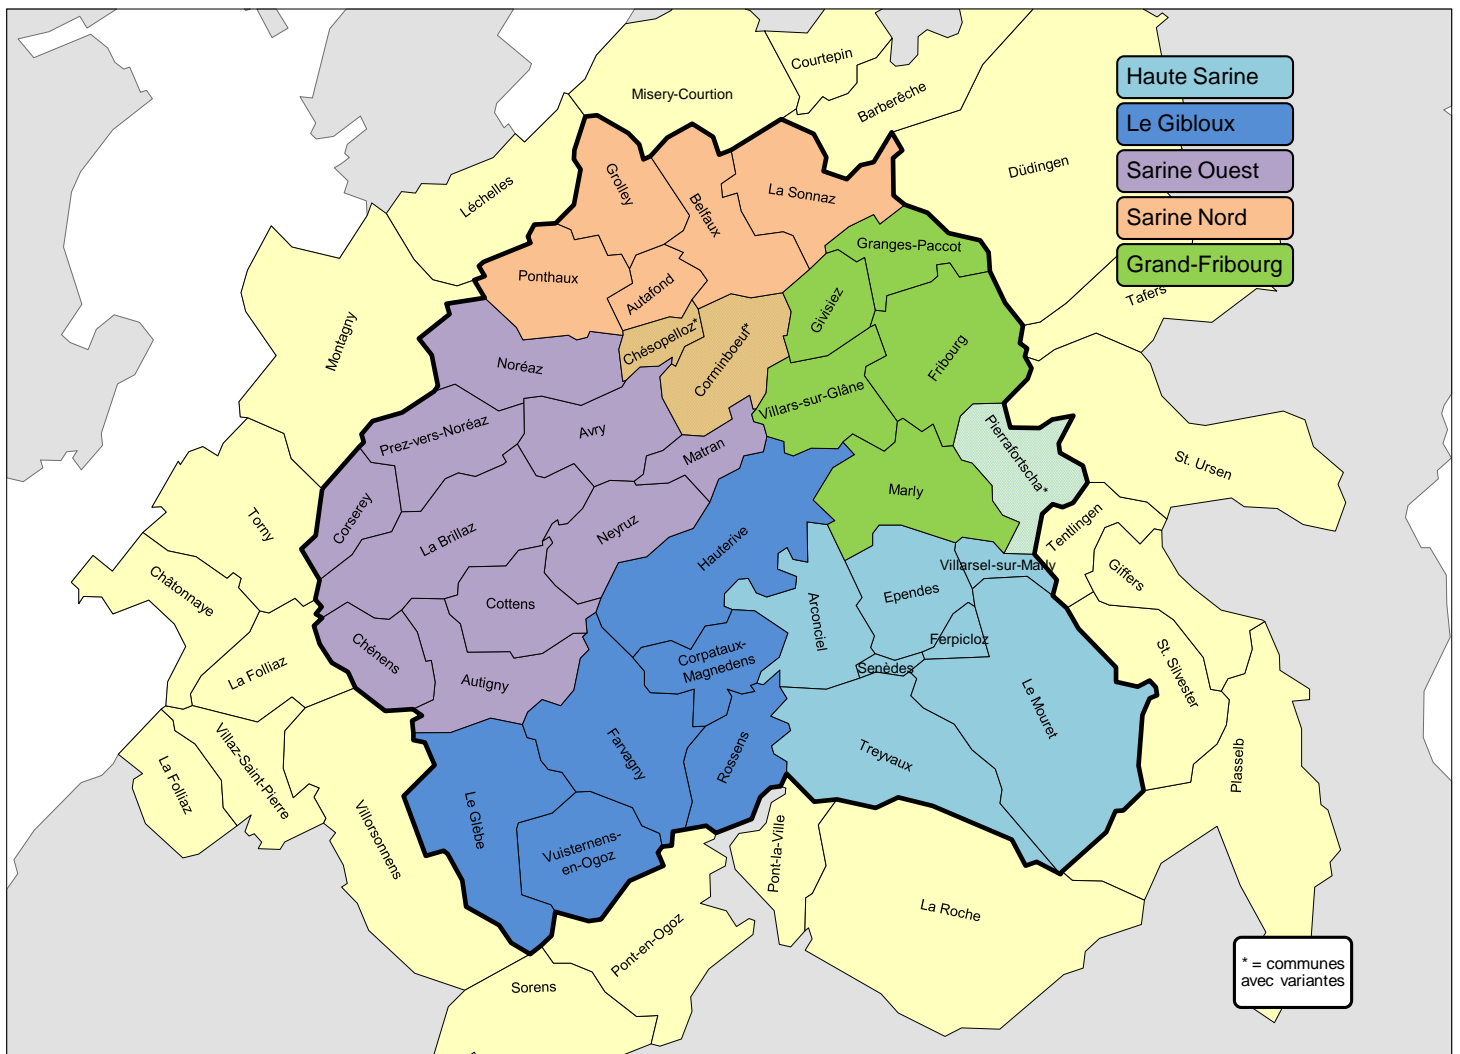 Courtepin
Misery-Courtion
Barberêche
Haute Sarine
Le Gibloux
Sarine Ouest
Sarine Nord
Grand-Fribourg
Düdingen
Grolley
Léchelles
La Sonnaz
Belfaux
Granges-Paccot
Ponthaux
Autafond
Tafers
Givisiez
Montagny
Chésopelloz*
Corminboeuf*
Fribourg
Noréaz
Villars-sur-Glâne
Prez-vers-Noréaz
Avry
Matran
Pierrafortscha*
St. Ursen
Marly
Corserey
Torny
La Brillaz
Neyruz
Hauterive
Tentlingen
Villarsel-sur-Marly
Giffers
Châtonnaye
Cottens
Ependes
Arconciel
Ferpicloz
Chénens
La Folliaz
Corpataux-
Magnedens
Senèdes
St. Silvester
Autigny
Le Mouret
Villaz-Saint-Pierre
La Folliaz
Farvagny
Rossens
Treyvaux
Plasselb
Le Glèbe
Villorsonnens
Vuisternens-
en-Ogoz
Pont-la-Ville
La Roche
Pont-en-Ogoz
Sorens
* = communes
avec variantes